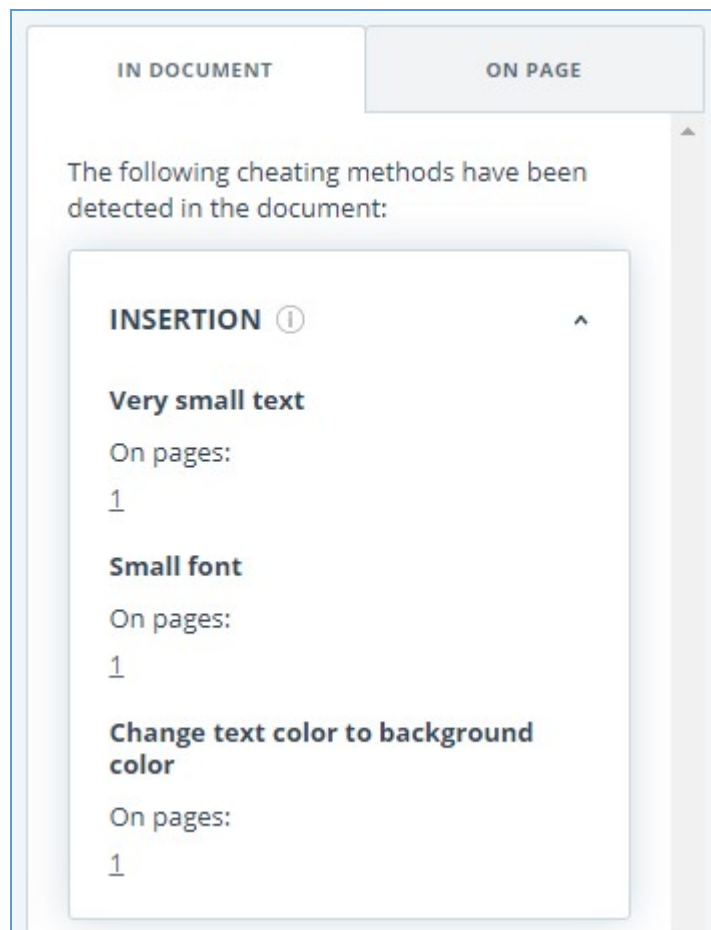 IN DOCUMENT
ON PAGE
The following cheating methods have been
detected in the document:
INSERTION
Very small text
On pages:
1
Small font
On pages:
1
Change text color to background
color
On pages:
1